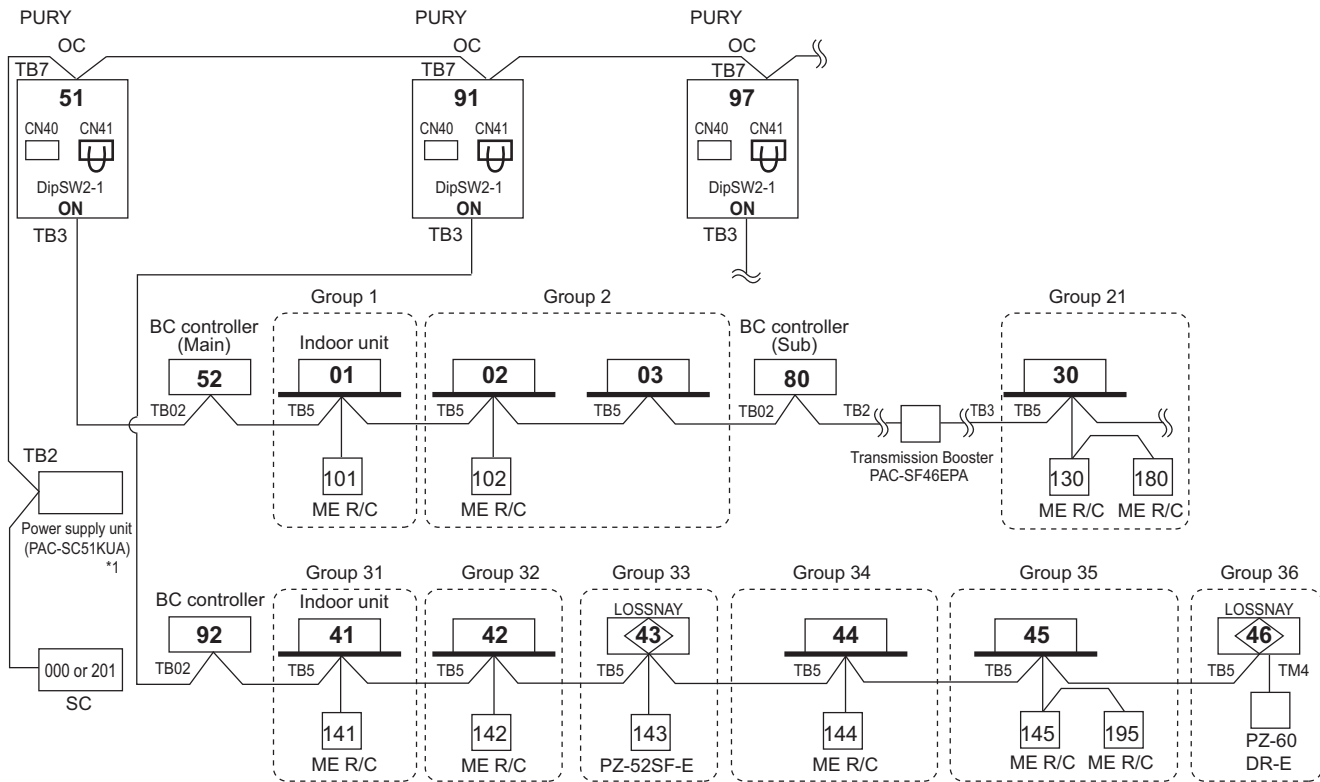 PURY
PURY
PURY
OC
OC
OC
TB7
TB7
TB7
51
91
97
CN40 CN41
CN40 CN41
CN40 CN41
DipSW2-1
DipSW2-1
DipSW2-1
ON
ON
ON
TB3
TB3
TB3
Group 1
Group 2
Group 21
BC controller
(Main)
Indoor unit
BC controller
(Sub)
52
01
02
03
80
30
TB02
TB5
TB5
TB5
TB02
TB2
TB3
TB5
Transmission Booster
PAC-SF46EPA
101
102
130
180
ME R/C
ME R/C
ME R/C
ME R/C
TB2
Power supply unit
(PAC-SC51KUA)
*1
Group 31
Group 32
Group 33
Group 34
Group 35
Group 36
BC controller
Indoor unit
LOSSNAY
LOSSNAY
92
41
42
43
44
45
46
TB02
TB5
TB5
TB5
TB5
TB5
TB5
TM4
000 or 201
SC
141
142
143
144
145
195
ME R/C
ME R/C
PZ-52SF-E
ME R/C
ME R/C
ME R/C
PZ-60
DR-E